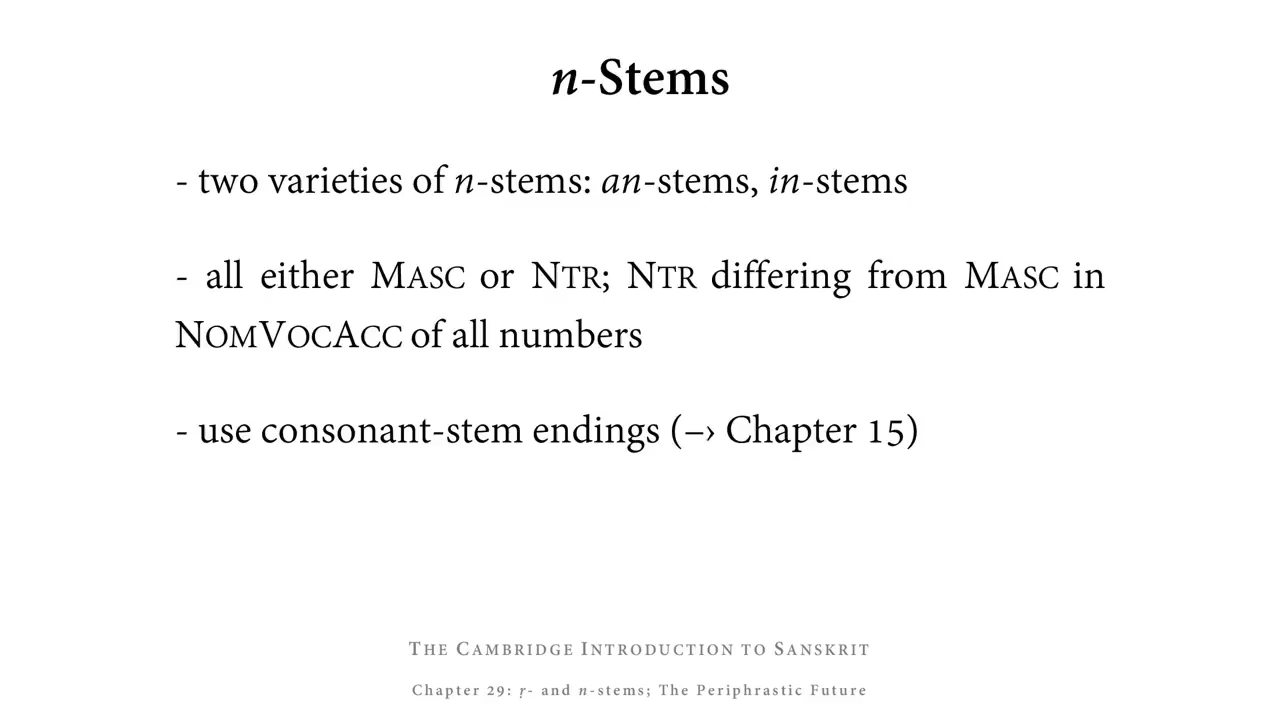 n-Stems
- two varieties of n-stems: an-stems, in-stems
- all either MASC or NTR; NTR differing from MASC in
NOMVOCACC of all numbers
- use consonant-stem endings (–› Chapter 15)
THE CAMBRIDGE INTRODUCTION TO SANSKRIT
Chapter 29: ṛ- and n-stems; The Periphrastic Future